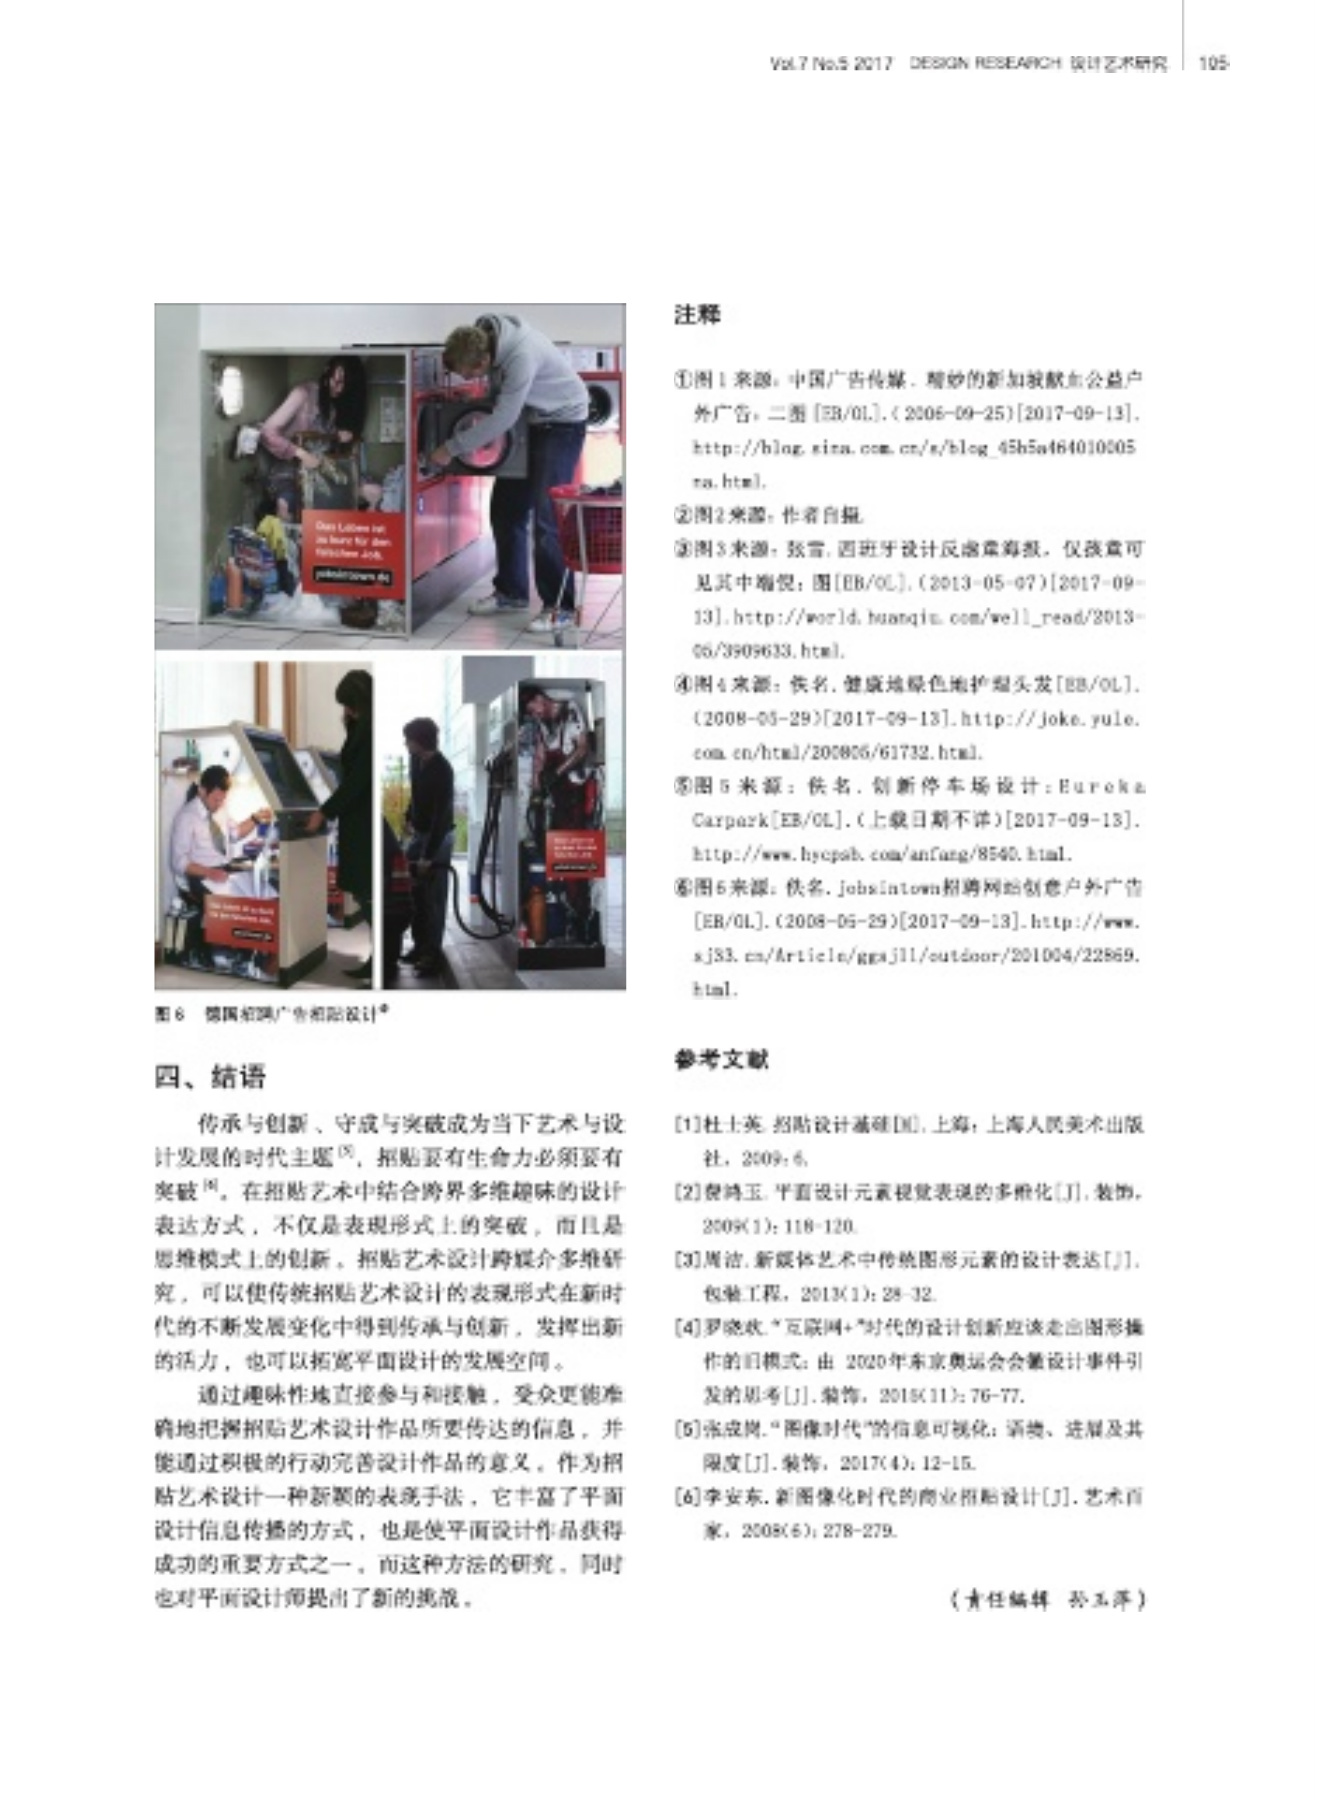 Vol.7 No.5 2017 DESIGN RESEARCH 设计艺术研究 105
Das Leben ist
zu kurz für den
falschen Job.
jobsintown.de
图6 德国招聘广告招贴设计⑥
四、结语
传承与创新、守成与突破成为当下艺术与设
计发展的时代主题[5]，招贴要有生命力必须要有
突破[6]。在招贴艺术中结合跨界多维趣味的设计
表达方式，不仅是表现形式上的突破，而且是
思维模式上的创新。招贴艺术设计跨媒介多维研
究，可以使传统招贴艺术设计的表现形式在新时
代的不断发展变化中得到传承与创新，发挥出新
的活力，也可以拓宽平面设计的发展空间。
通过趣味性地直接参与和接触，受众更能准
确地把握招贴艺术设计作品所要传达的信息，并
能通过积极的行动完善设计作品的意义。作为招
贴艺术设计一种新颖的表现手法，它丰富了平面
设计信息传播的方式，也是使平面设计作品获得
成功的重要方式之一。而这种方法的研究，同时
也对平面设计师提出了新的挑战。
注释
①图1来源：中国广告传媒．精妙的新加坡献血公益户
外广告：二图[EB/OL].(2006-09-25)[2017-09-13].
http://blog.sina.com.cn/s/blog_45b5a464010005
na.html.
②图2来源：作者自摄.
③图3来源：张雪.西班牙设计反虐童海报，仅孩童可
见其中端倪：图[EB/OL].(2013-05-07)[2017-09-
13].http://world.huanqiu.com/well_read/2013-
05/3909633.html.
④图4来源：佚名.健康地绿色地护理头发[EB/OL].
(2008-05-29)[2017-09-13].http://joke.yule.
com.cn/html/200805/61732.html.
⑤图5来源：佚名.创新停车场设计:Eureka
Carpark[EB/OL].(上载日期不详)[2017-09-13].
http://www.hycpsh.com/anfang/8540.html.
⑥图6来源：佚名.jobsintown招聘网站创意户外广告
[EB/OL].(2008-05-29)[2017-09-13].http://www.
sj33.cn/Article/ggsjll/outdoor/201004/22869.
html.
参考文献
[1]杜士英.招贴设计基础[M].上海：上海人民美术出版
社，2009:6.
[2]鸿玉.平面设计元素视觉表现的多维化[J].装饰，
2009(1):118-120.
[3]周洁.新媒体艺术中传统图形元素的设计表达[J].
包装工程，2013(1):28-32.
[4]罗晓欢.“互联网+”时代的设计创新应该走出图形操
作的旧模式：由 2020年东京奥运会会徽设计事件引
发的思考[J].装饰，2015(11):76-77.
[5]张成岗.“图像时代”的信息可视化：语境、进展及其
限度[J].装饰，2017(4):12-15.
[6]李安东.新图像化时代的商业招贴设计[J].艺术百
家，2008(6):278-279.
（责任编辑 孙玉萍）